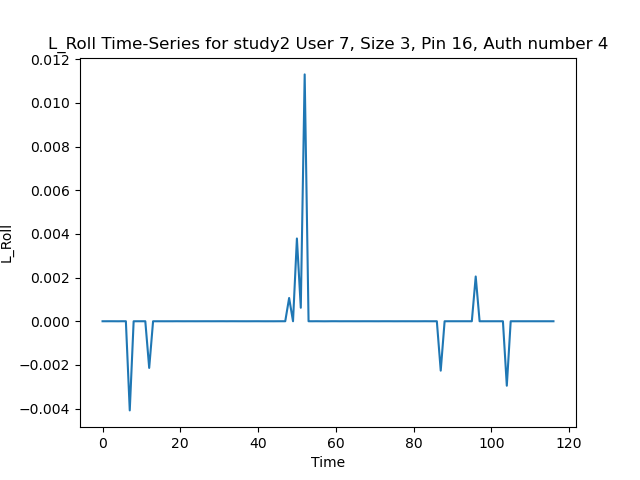 L_Roll Time-Series for study2 User 7, Size 3, Pin 16, Auth number 4
0.012
0.010
0.008
0.006
0.004
0.002
0.000
−0.002
−0.004
L_Roll
0 20 40 60 80 100 120
Time